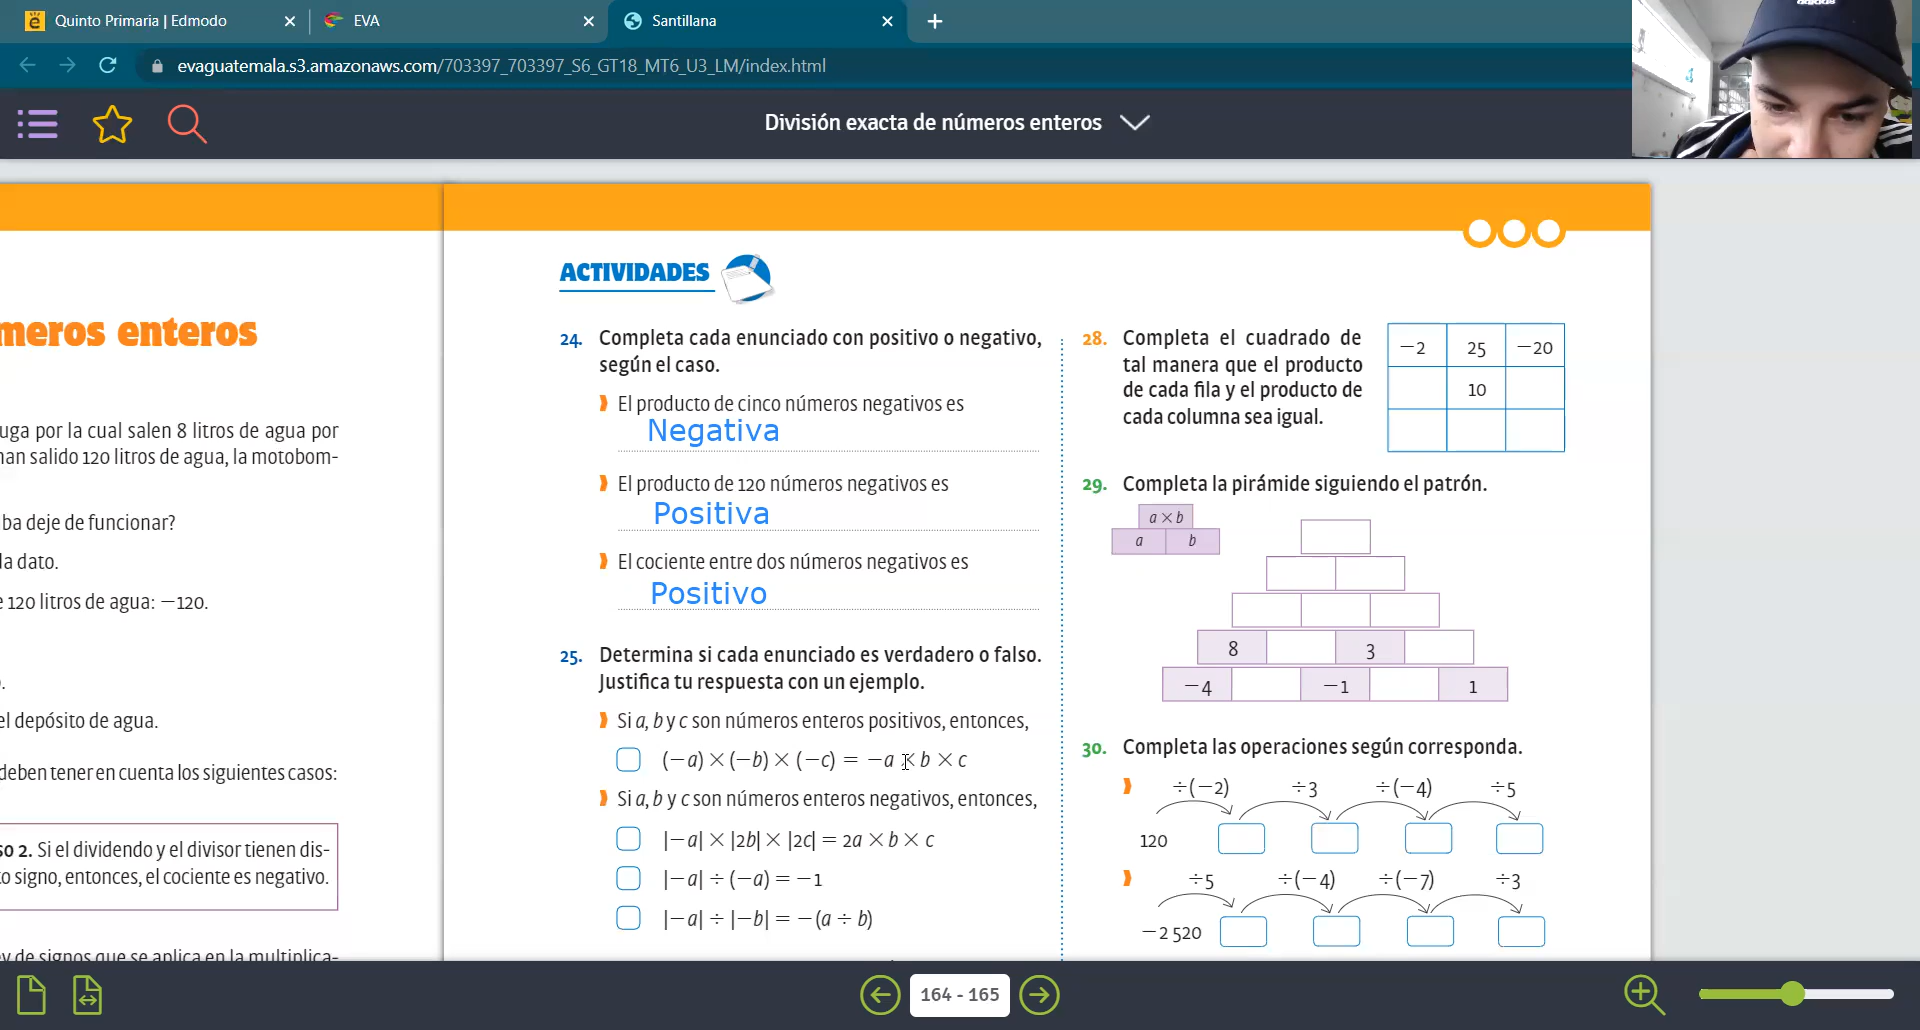 Quinto Primaria | Edmodo
EVA
Santillana
evaguatemala.s3.amazonaws.com/703397_703397_S6_GT18_MT6_U3_LM/index.html
División exacta de números enteros
meros enteros
uga por la cual salen 8 litros de agua por
nan salido 120 litros de agua, la motobom-
ba deje de funcionar?
la dato.
e 120 litros de agua: −120.
el depósito de agua.
deben tener en cuenta los siguientes casos:
so 2. Si el dividendo y el divisor tienen dis-
o signo, entonces, el cociente es negativo.
y de signos que se aplica en la multiplica-
ACTIVIDADES
24. Completa cada enunciado con positivo o negativo,
según el caso.
El producto de cinco números negativos es
Negativa
El producto de 120 números negativos es
Positiva
El cociente entre dos números negativos es
Positivo
25. Determina si cada enunciado es verdadero o falso.
Justifica tu respuesta con un ejemplo.
Si a, b y c son números enteros positivos, entonces,
(−a) × (−b) × (−c) = −a × b × c
Si a, b y c son números enteros negativos, entonces,
|−a| × |2b| × |2c| = 2a × b × c
|−a| ÷ (−a) = −1
|−a| ÷ |−b| = −(a ÷ b)
28. Completa el cuadrado de
tal manera que el producto
de cada fila y el producto de
cada columna sea igual.
−2 25 −20
10
29. Completa la pirámide siguiendo el patrón.
a × b
a b
8 3
−4 −1 1
30. Completa las operaciones según corresponda.
÷(−2) ÷3 ÷(−4) ÷5
120
÷5 ÷(−4) ÷(−7) ÷3
−2 520
164 - 165